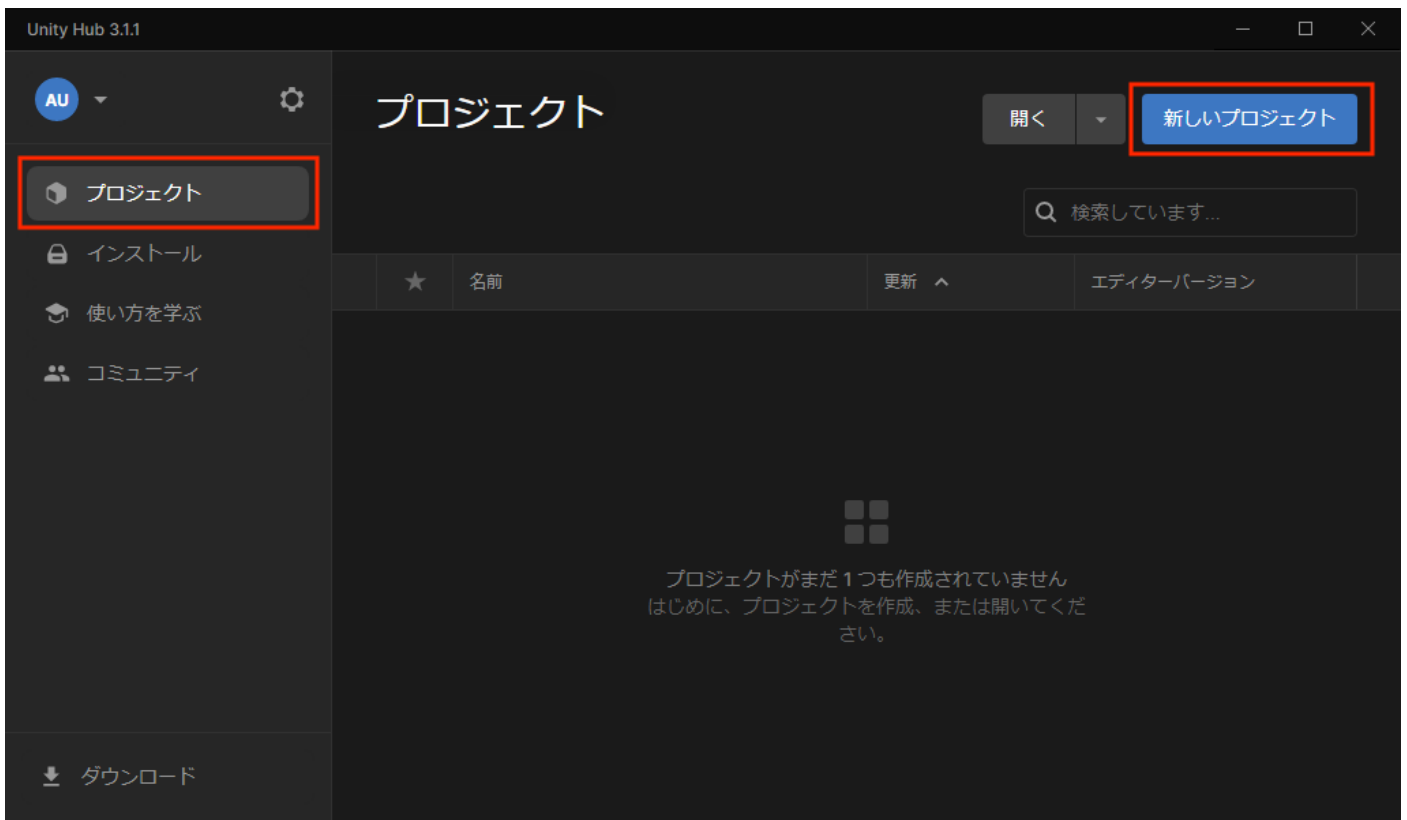 Unity Hub 3.1.1
AU
プロジェクト
インストール
使い方を学ぶ
コミュニティ
ダウンロード
プロジェクト
開く
新しいプロジェクト
検索しています...
名前
更新
エディターバージョン
プロジェクトがまだ 1 つも作成されていません
はじめに、プロジェクトを作成、または開いてくだ
さい。